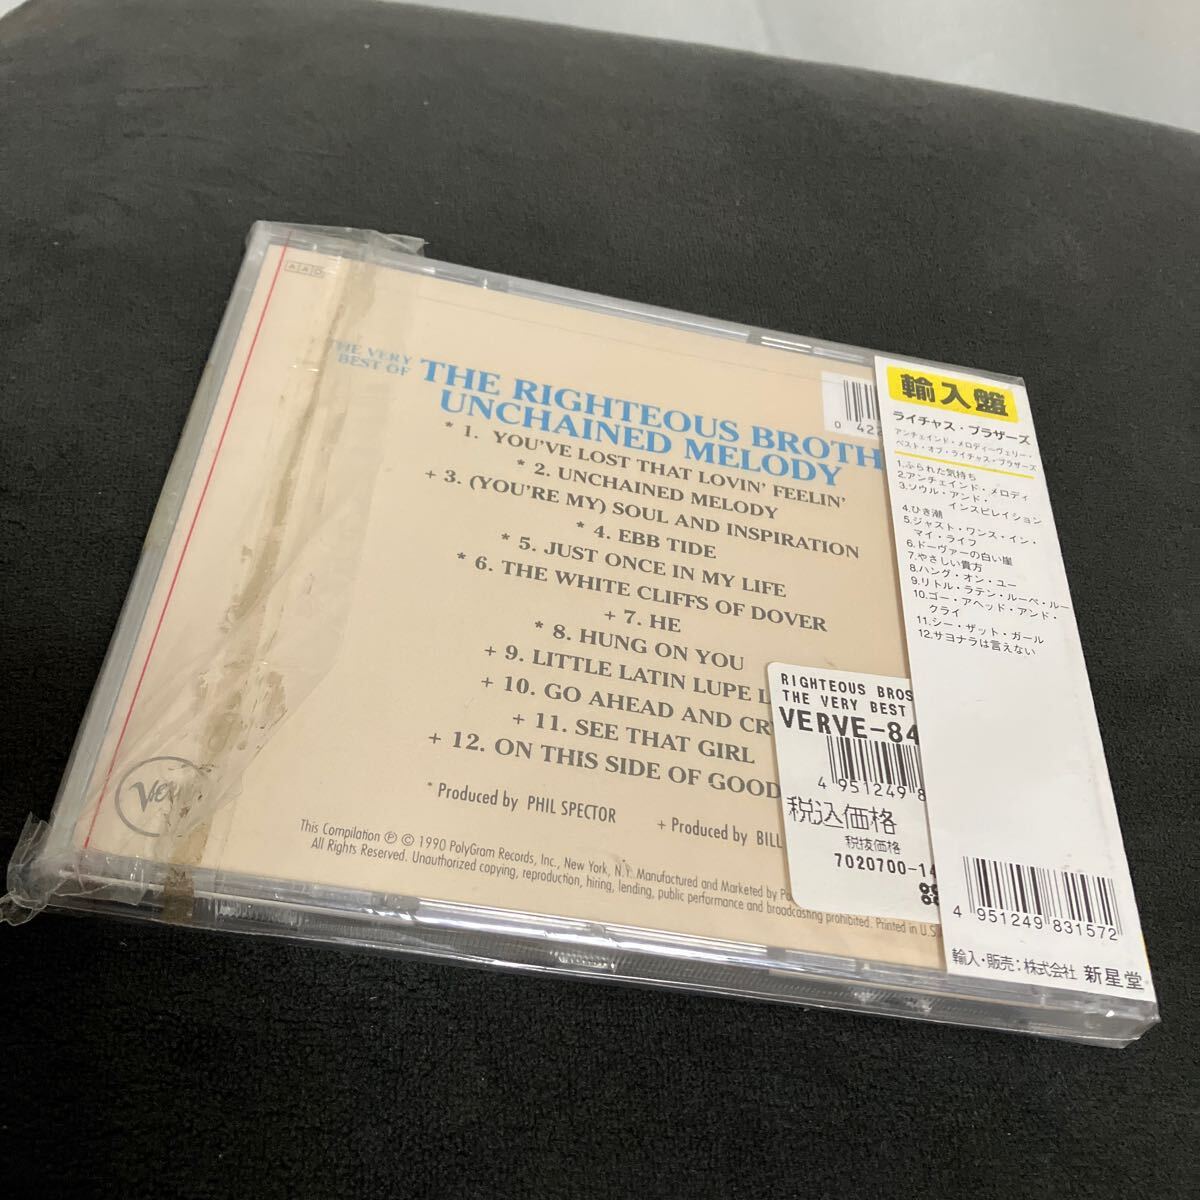 AAD
THE VERY
BEST OF
THE RIGHTEOUS BROTH
UNCHAINED MELODY
* 1. YOU'VE LOST THAT LOVIN' FEELIN'
* 2. UNCHAINED MELODY
+ 3. (YOU'RE MY) SOUL AND INSPIRATION
* 4. EBB TIDE
* 5. JUST ONCE IN MY LIFE
* 6. THE WHITE CLIFFS OF DOVER
+ 7. HE
* 8. HUNG ON YOU
+ 9. LITTLE LATIN LUPE L
+ 10. GO AHEAD AND CR
+ 11. SEE THAT GIRL
+ 12. ON THIS SIDE OF GOOD
* Produced by PHIL SPECTOR
+ Produced by BILL
This Compilation ℗ © 1990 PolyGram Records, Inc., New York, N.Y. Manufactured and Marketed by Po
All Rights Reserved. Unauthorized copying, reproduction, hiring, lending, public performance and broadcasting prohibited. Printed in U.S.
Verve
0 422
RIGHTEOUS BROS
THE VERY BEST
VERVE-84
4 951249 8
税込価格
税抜価格
7020700-14
輸入盤
ライチャス・ブラザーズ
アンチェインド・メロディーヴェリー・
ベスト・オブ・ライチャス・ブラザーズ
1.ふられた気持ち
2.アンチェインド・メロディ
3.ソウル・アンド・
インスピレイション
4.ひき潮
5.ジャスト・ワンス・イン・
マイ・ライフ
6.ドーヴァーの白い崖
7.やさしい貴方
8.ハング・オン・ユー
9.リトル・ラテン・ルーペ・ルー
10.ゴー・アヘッド・アンド・
クライ
11.シー・ザット・ガール
12.サヨナラは言えない
4 951249 831572
輸入・販売:株式会社 新星堂